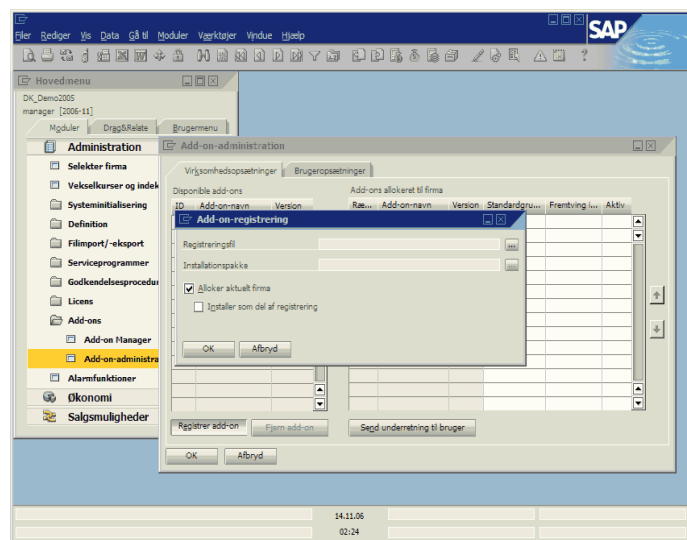 SAP
Filer Rediger Vis Data Gå til Moduler Værktøjer Vindue Hjælp
Hovedmenu
DK_Demo2005
manager [2006-11]
Moduler Drag&Relate Brugermenu
Administration
Selekter firma
Vekselkurser og indek
Systeminitialisering
Definition
Filimport/-eksport
Serviceprogrammer
Godkendelsesprocedur
Licens
Add-ons
Add-on Manager
Add-on-administra
Alarmfunktioner
Økonomi
Salgsmuligheder
Add-on-administration
Virksomhedsopsætninger Brugeropsætninger
Disponible add-ons Add-ons allokeret til firma
ID Add-on-navn Version Ræ... Add-on-navn Version Standardgru... Fremtving i... Aktiv
Add-on-registrering
Registreringsfil ...
Installationspakke ...
Alloker aktuelt firma
Installer som del af registrering
OK Afbryd
Registrer add-on Fjern add-on Send underretning til bruger
OK Afbryd
14.11.06
02:24